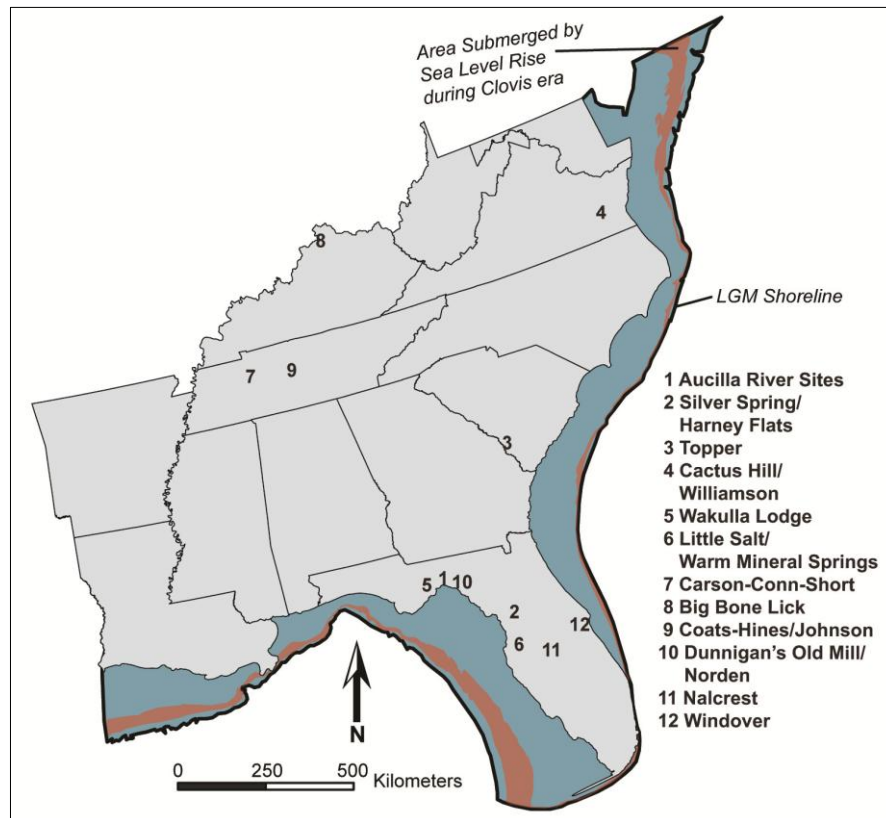 Area Submerged by
Sea Level Rise
during Clovis era
4
8
LGM Shoreline
7
9
3
5
1
10
2
12
6
11
1 Aucilla River Sites
2 Silver Spring/
Harney Flats
3 Topper
4 Cactus Hill/
Williamson
5 Wakulla Lodge
6 Little Salt/
Warm Mineral Springs
7 Carson-Conn-Short
8 Big Bone Lick
9 Coats-Hines/Johnson
10 Dunnigan's Old Mill/
Norden
11 Nalcrest
12 Windover
N
0 250 500
Kilometers